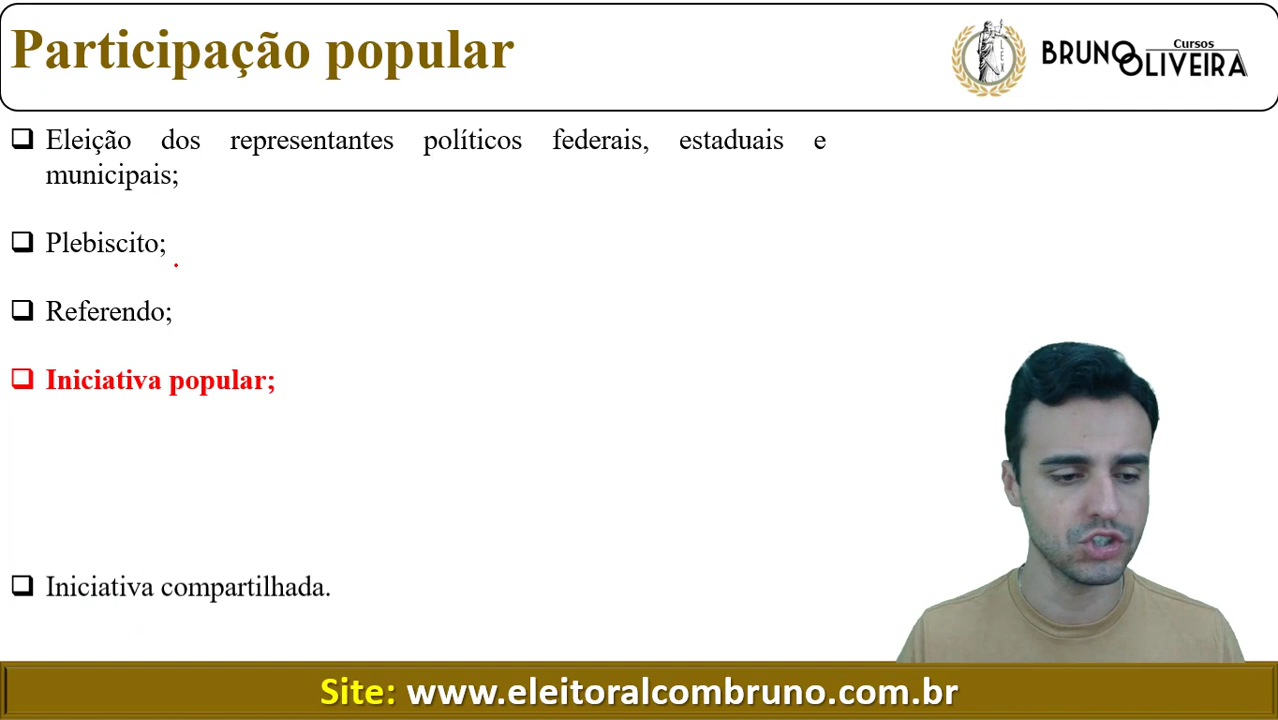 Participação popular
Cursos
BRUNO
OLIVEIRA
LEX
❑ Eleição dos representantes políticos federais, estaduais e
municipais;
❑ Plebiscito;
❑ Referendo;
❑ Iniciativa popular;
❑ Iniciativa compartilhada.
Site: www.eleitoralcombruno.com.br